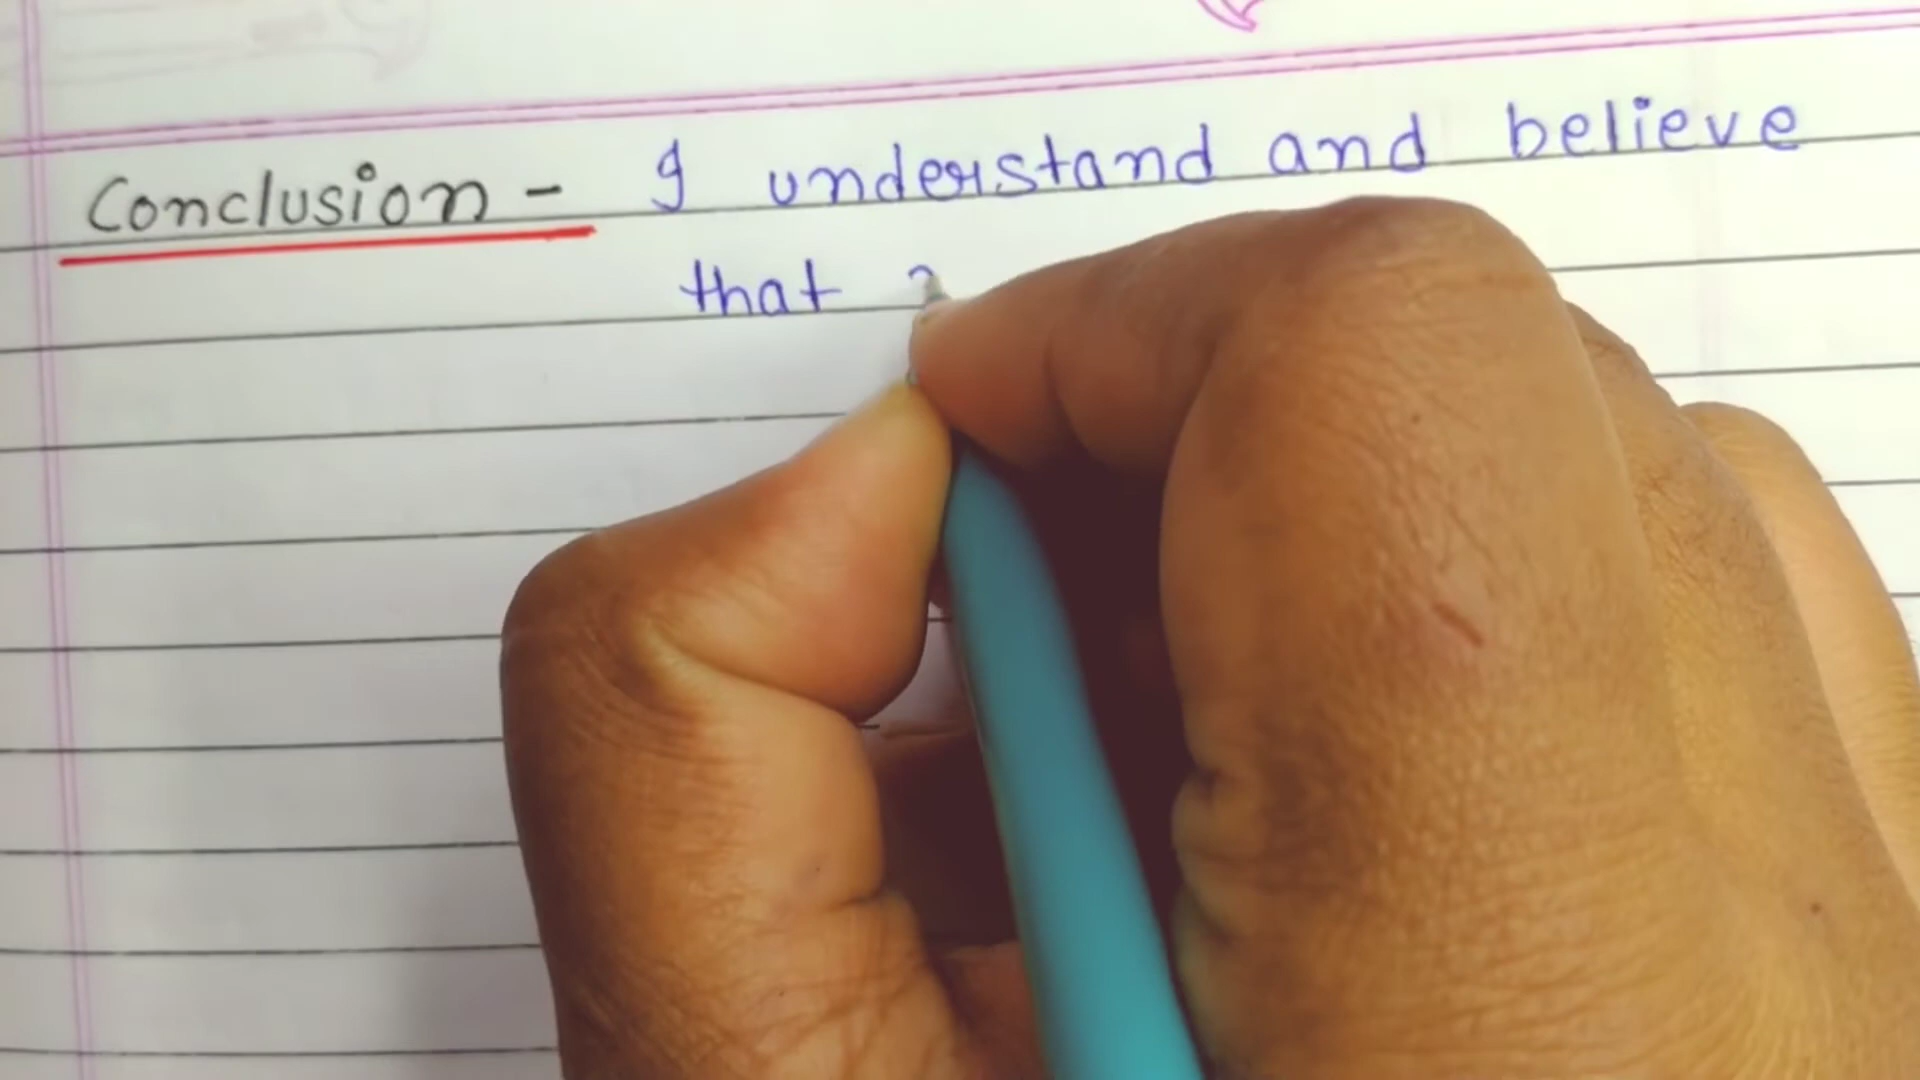 Conclusion - I understand and believe
that